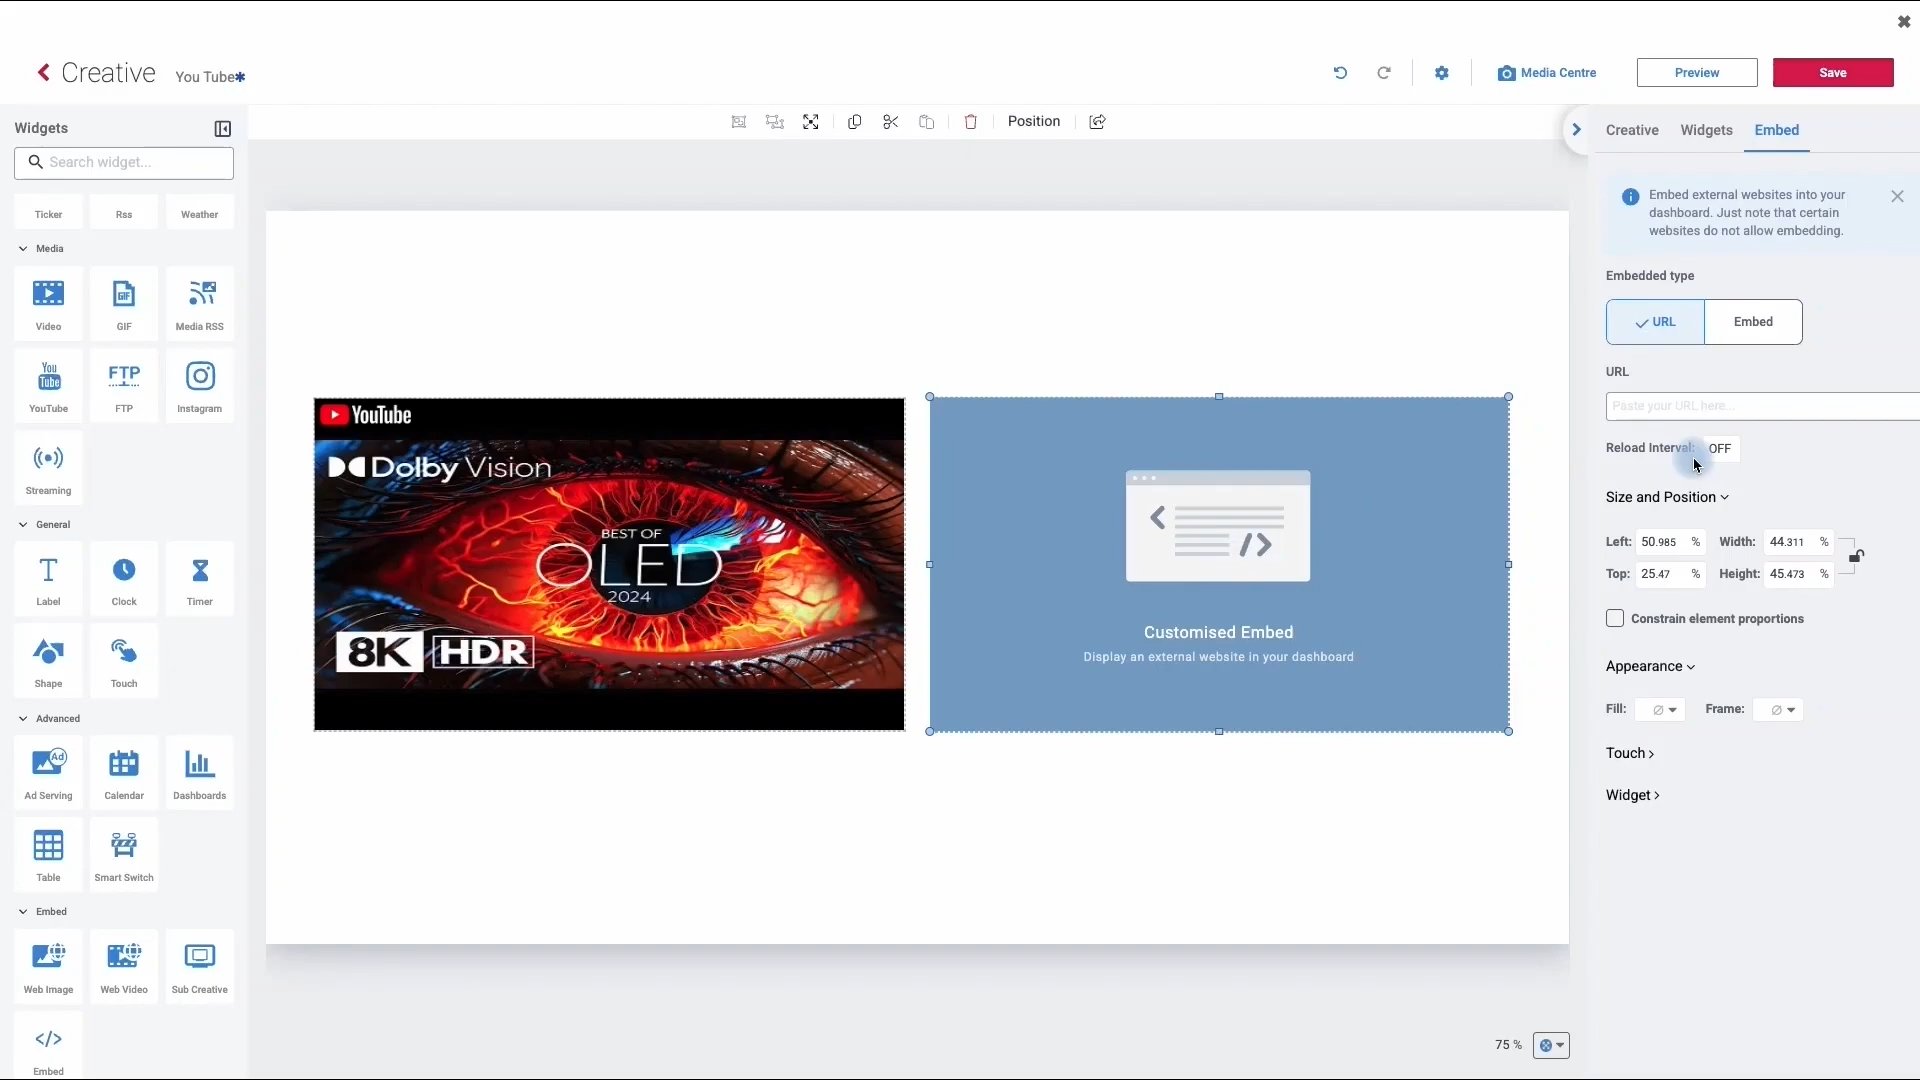 Creative
You Tube*
Media Centre
Preview
Save
Widgets
Search widget...
Position
Creative
Widgets
Embed
Ticker
Rss
Weather
Media
Video
GIF
GIF
Media RSS
You
Tube
YouTube
FTP
FTP
Instagram
Streaming
General
T
Label
Clock
Timer
Shape
Touch
Advanced
Ad
Ad Serving
Calendar
Dashboards
Table
Smart Switch
Embed
Web Image
Web Video
Sub Creative
</>
Embed
YouTube
Dolby Vision
BEST OF
OLED
2024
8K HDR
Customised Embed
Display an external website in your dashboard
75 %
Embed external websites into your
dashboard. Just note that certain
websites do not allow embedding.
Embedded type
URL
Embed
URL
Paste your URL here...
Reload Interval: OFF
Size and Position
Left: 50.985 % Width: 44.311 %
Top: 25.47 % Height: 45.473 %
Constrain element proportions
Appearance
Fill: Frame:
Touch
Widget